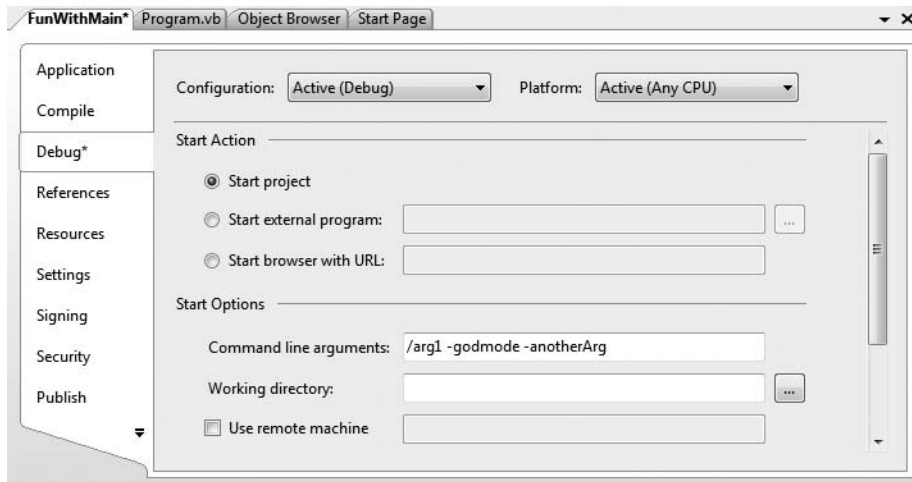 FunWithMain* Program.vb Object Browser Start Page
Application
Compile
Debug*
References
Resources
Settings
Signing
Security
Publish
Configuration: Active (Debug) Platform: Active (Any CPU)
Start Action
Start project
Start external program: ...
Start browser with URL:
Start Options
Command line arguments: /arg1 -godmode -anotherArg
Working directory: ...
Use remote machine